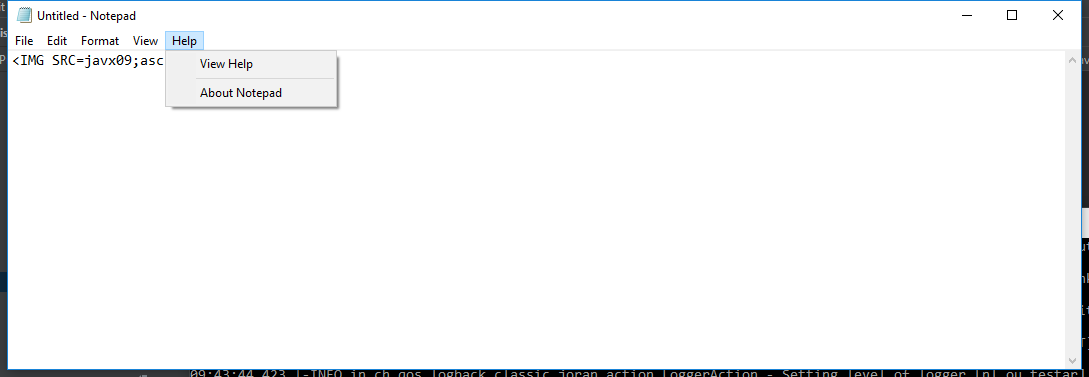 Untitled - Notepad
File Edit Format View Help
<IMG SRC=javx09;asc
View Help
About Notepad
09:43:44,423 |-INFO in ch.qos.logback.classic.joran.action.LoggerAction - Setting level of logger [nl.ou.testar